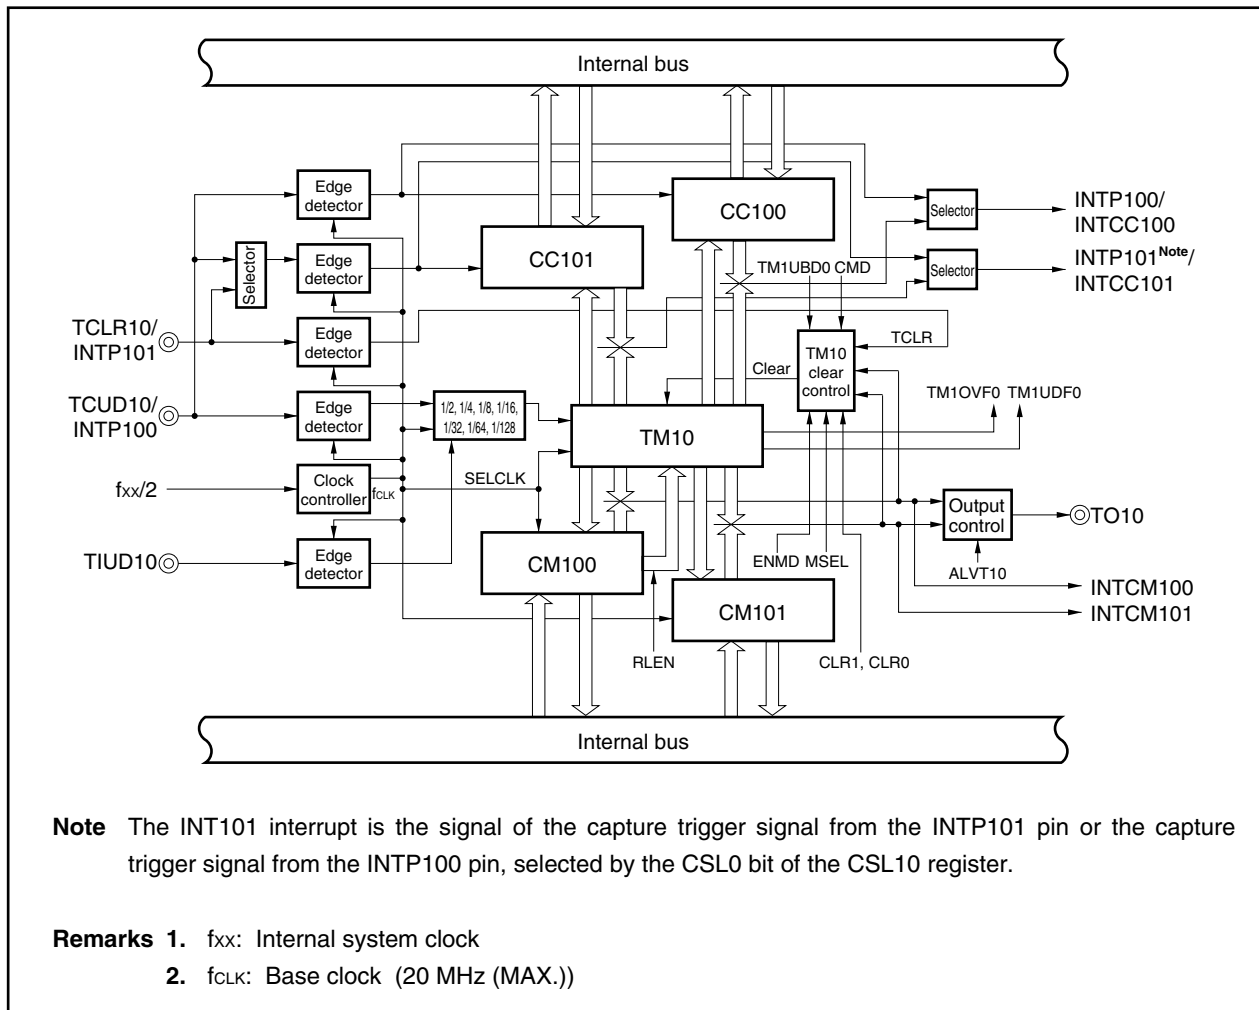 Internal bus
Edge
detector
CC100
Selector
INTP100/
INTCC100
CC101
Selector
Edge
detector
TM1UBD0 CMD
Selector
INTP101Note/
INTCC101
TCLR10/
INTP101
Edge
detector
TCLR
TM10
clear
control
Clear
TCUD10/
INTP100
Edge
detector
1/2, 1/4, 1/8, 1/16,
1/32, 1/64, 1/128
TM10
TM1OVF0 TM1UDF0
fxx/2
Clock
controller
fCLK
SELCLK
Output
control
TO10
TIUD10
Edge
detector
CM100
ENMD MSEL
ALVT10
INTCM100
CM101
INTCM101
RLEN
CLR1, CLR0
Internal bus
Note The INT101 interrupt is the signal of the capture trigger signal from the INTP101 pin or the capture
trigger signal from the INTP100 pin, selected by the CSL0 bit of the CSL10 register.
Remarks 1. fxx: Internal system clock
2. fCLK: Base clock (20 MHz (MAX.))